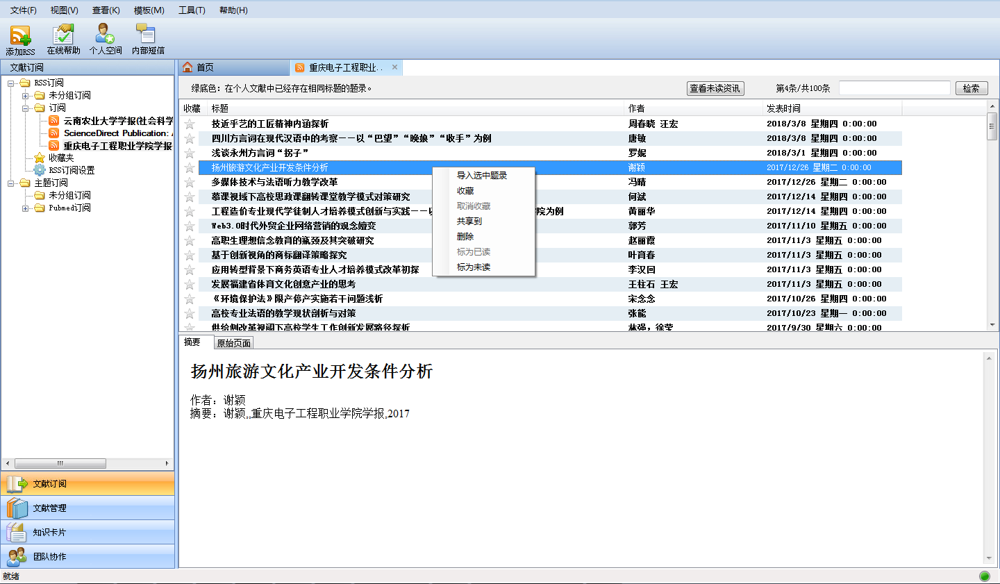 文件(F) 视图(V) 查看(K) 模板(M) 工具(T) 帮助(H)
添加RSS 在线帮助 个人空间 内部短信
文献订阅
RSS订阅
未分组订阅
订阅
云南农业大学学报(社会科学
ScienceDirect Publication:
重庆电子工程职业学院学报
收藏夹
RSS订阅设置
主题订阅
未分组订阅
Pubmed订阅
文献订阅
文献管理
知识卡片
团队协作
首页 重庆电子工程职业...
绿底色：在个人文献中已经存在相同标题的题录。 查看未读资讯 第4条/共100条 检索
收藏 标题 作者 发表时间
技近乎艺的工匠精神内涵探析 周春晓 汪宏 2018/3/8 星期四 0:00:00
四川方言词在现代汉语中的考察——以“巴望”“晚娘”“收手”为例 唐敏 2018/3/8 星期四 0:00:00
浅谈永州方言词“拐子” 罗妮 2018/3/1 星期四 0:00:00
扬州旅游文化产业开发条件分析 谢颖 2017/12/26 星期二 0:00:00
多媒体技术与法语听力教学改革 冯晴 2017/12/26 星期二 0:00:00
慕课视域下高校思政课翻转课堂教学模式对策研究 何斌 2017/12/14 星期四 0:00:00
工程造价专业现代学徒制人才培养模式创新与实践——以 院为例 黄丽华 2017/12/14 星期四 0:00:00
Web3.0时代外贸企业网络营销的观念嬗变 郭芳 2017/11/10 星期五 0:00:00
高职生理想信念教育的瓶颈及其突破研究 赵丽霞 2017/11/3 星期五 0:00:00
基于创新视角的商标翻译策略探究 叶育春 2017/11/3 星期五 0:00:00
应用转型背景下商务英语专业人才培养模式改革初探 李汉回 2017/11/3 星期五 0:00:00
发展福建省体育文化创意产业的思考 王柱石 王宏 2017/11/3 星期五 0:00:00
《环境保护法》限产停产实施若干问题浅析 宋念念 2017/10/26 星期四 0:00:00
高校专业法语的教学现状剖析与对策 张能 2017/10/23 星期一 0:00:00
供给侧改革视阈下高校学生工作创新发展路径探析 林强，徐莹 2017/9/30 星期六 0:00:00
导入选中题录
收藏
取消收藏
共享到
删除
标为已读
标为未读
摘要 原始页面
扬州旅游文化产业开发条件分析
作者：谢颖
摘要：谢颖,,重庆电子工程职业学院学报,2017
就绪